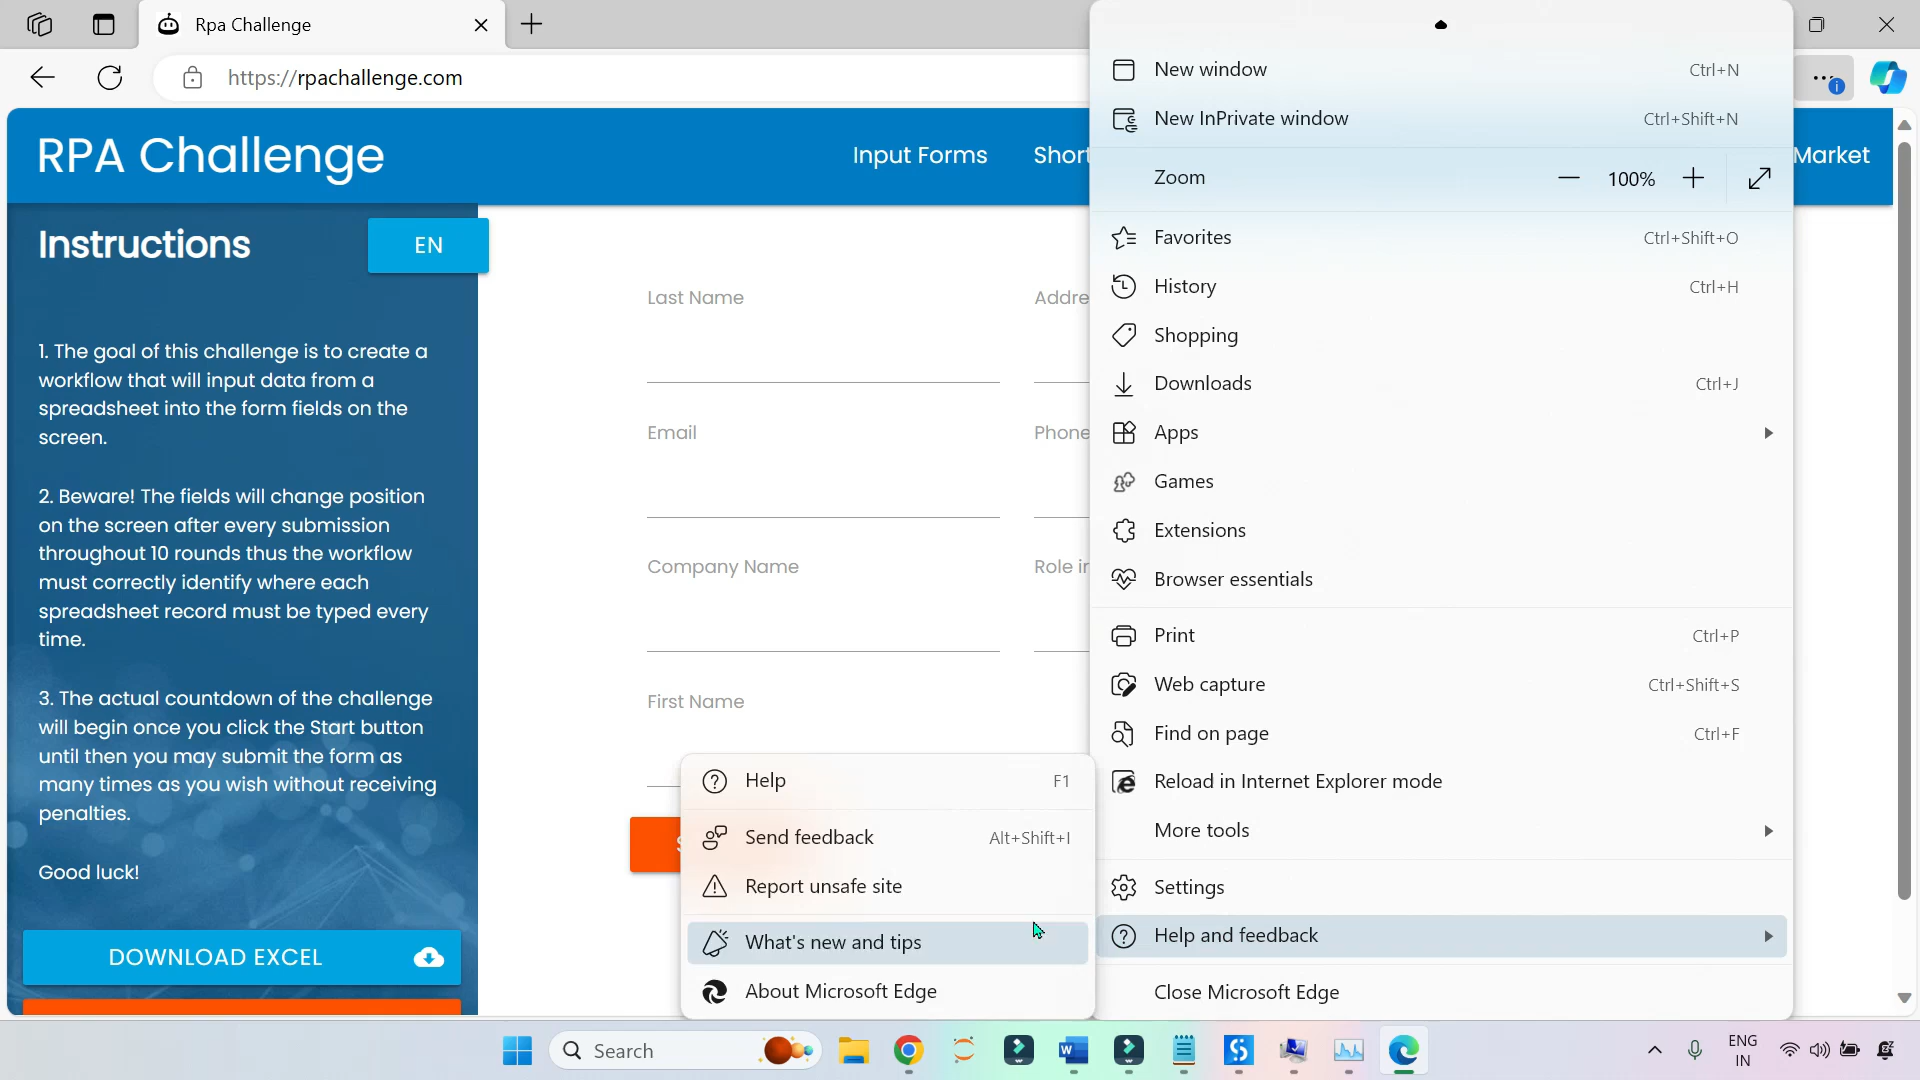 Rpa Challenge
https://rpachallenge.com
RPA Challenge
Input Forms
Short
Market
Instructions
EN
1. The goal of this challenge is to create a
workflow that will input data from a
spreadsheet into the form fields on the
screen.
2. Beware! The fields will change position
on the screen after every submission
throughout 10 rounds thus the workflow
must correctly identify where each
spreadsheet record must be typed every
time.
3. The actual countdown of the challenge
will begin once you click the Start button
until then you may submit the form as
many times as you wish without receiving
penalties.
Good luck!
DOWNLOAD EXCEL
Last Name
Addre
Email
Phone
Company Name
Role in
First Name
New window Ctrl+N
New InPrivate window Ctrl+Shift+N
Zoom 100%
Favorites Ctrl+Shift+O
History Ctrl+H
Shopping
Downloads Ctrl+J
Apps
Games
Extensions
Browser essentials
Print Ctrl+P
Web capture Ctrl+Shift+S
Find on page Ctrl+F
Reload in Internet Explorer mode
More tools
Settings
Help and feedback
Close Microsoft Edge
Help F1
Send feedback Alt+Shift+I
Report unsafe site
What's new and tips
About Microsoft Edge
Search
ENG
IN